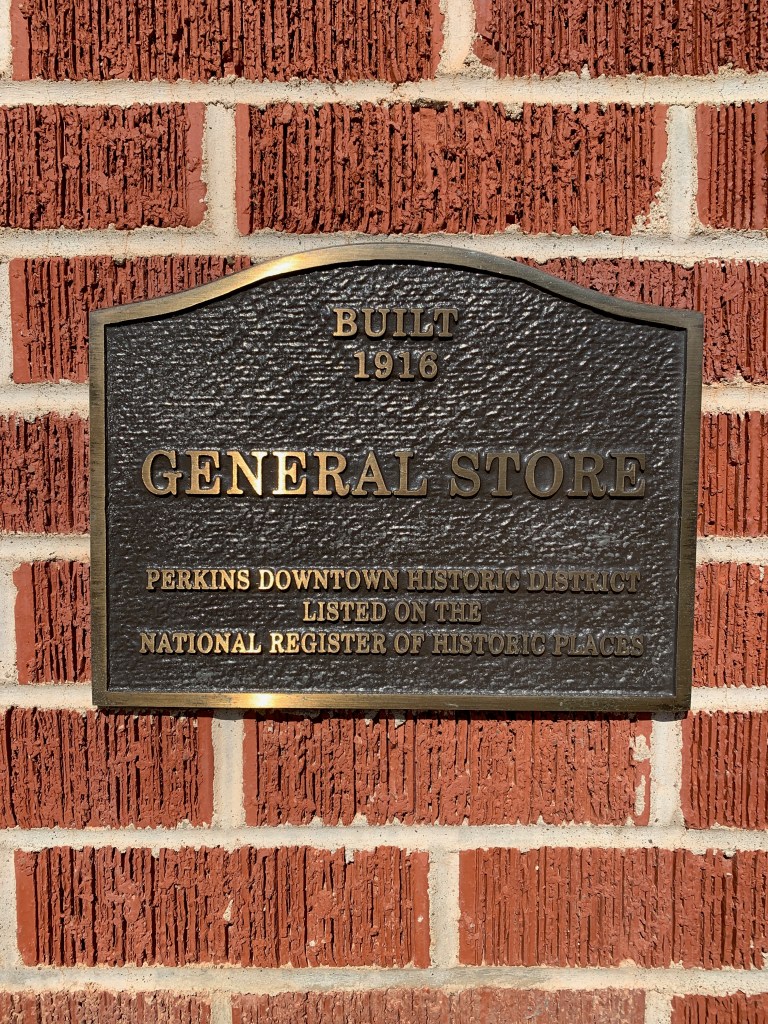 BUILT
1916
GENERAL STORE
PERKINS DOWNTOWN HISTORIC DISTRICT
LISTED ON THE
NATIONAL REGISTER OF HISTORIC PLACES